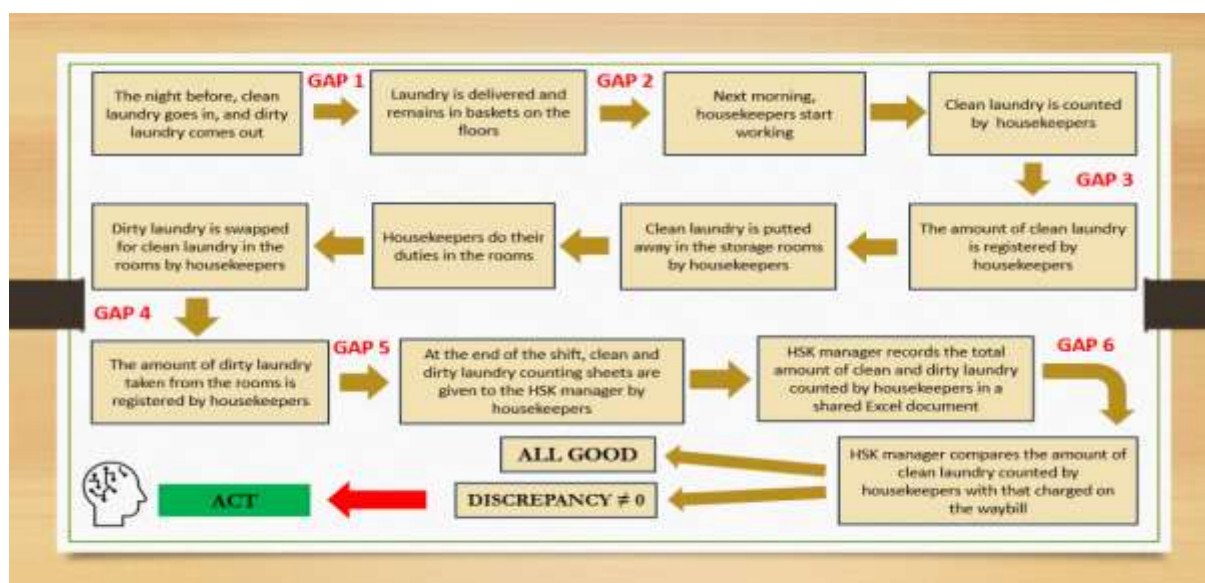 GAP 1
GAP 2
The night before, clean
laundry goes in, and dirty
laundry comes out
Laundry is delivered and
remains in baskets on the
floors
Next morning,
housekeepers start
working
Clean laundry is counted
by housekeepers
GAP 3
The amount of clean laundry
is registered by
housekeepers
Clean laundry is putted
away in the storage rooms
by housekeepers
Housekeepers do their
duties in the rooms
Dirty laundry is swapped
for clean laundry in the
rooms by housekeepers
GAP 4
The amount of dirty laundry
taken from the rooms is
registered by housekeepers
GAP 5
At the end of the shift, clean and
dirty laundry counting sheets are
given to the HSK manager by
housekeepers
HSK manager records the total
amount of clean and dirty laundry
counted by housekeepers in a
shared Excel document
GAP 6
HSK manager compares the amount
of clean laundry counted by
housekeepers with that charged on
the waybill
ALL GOOD
DISCREPANCY ≠ 0
ACT